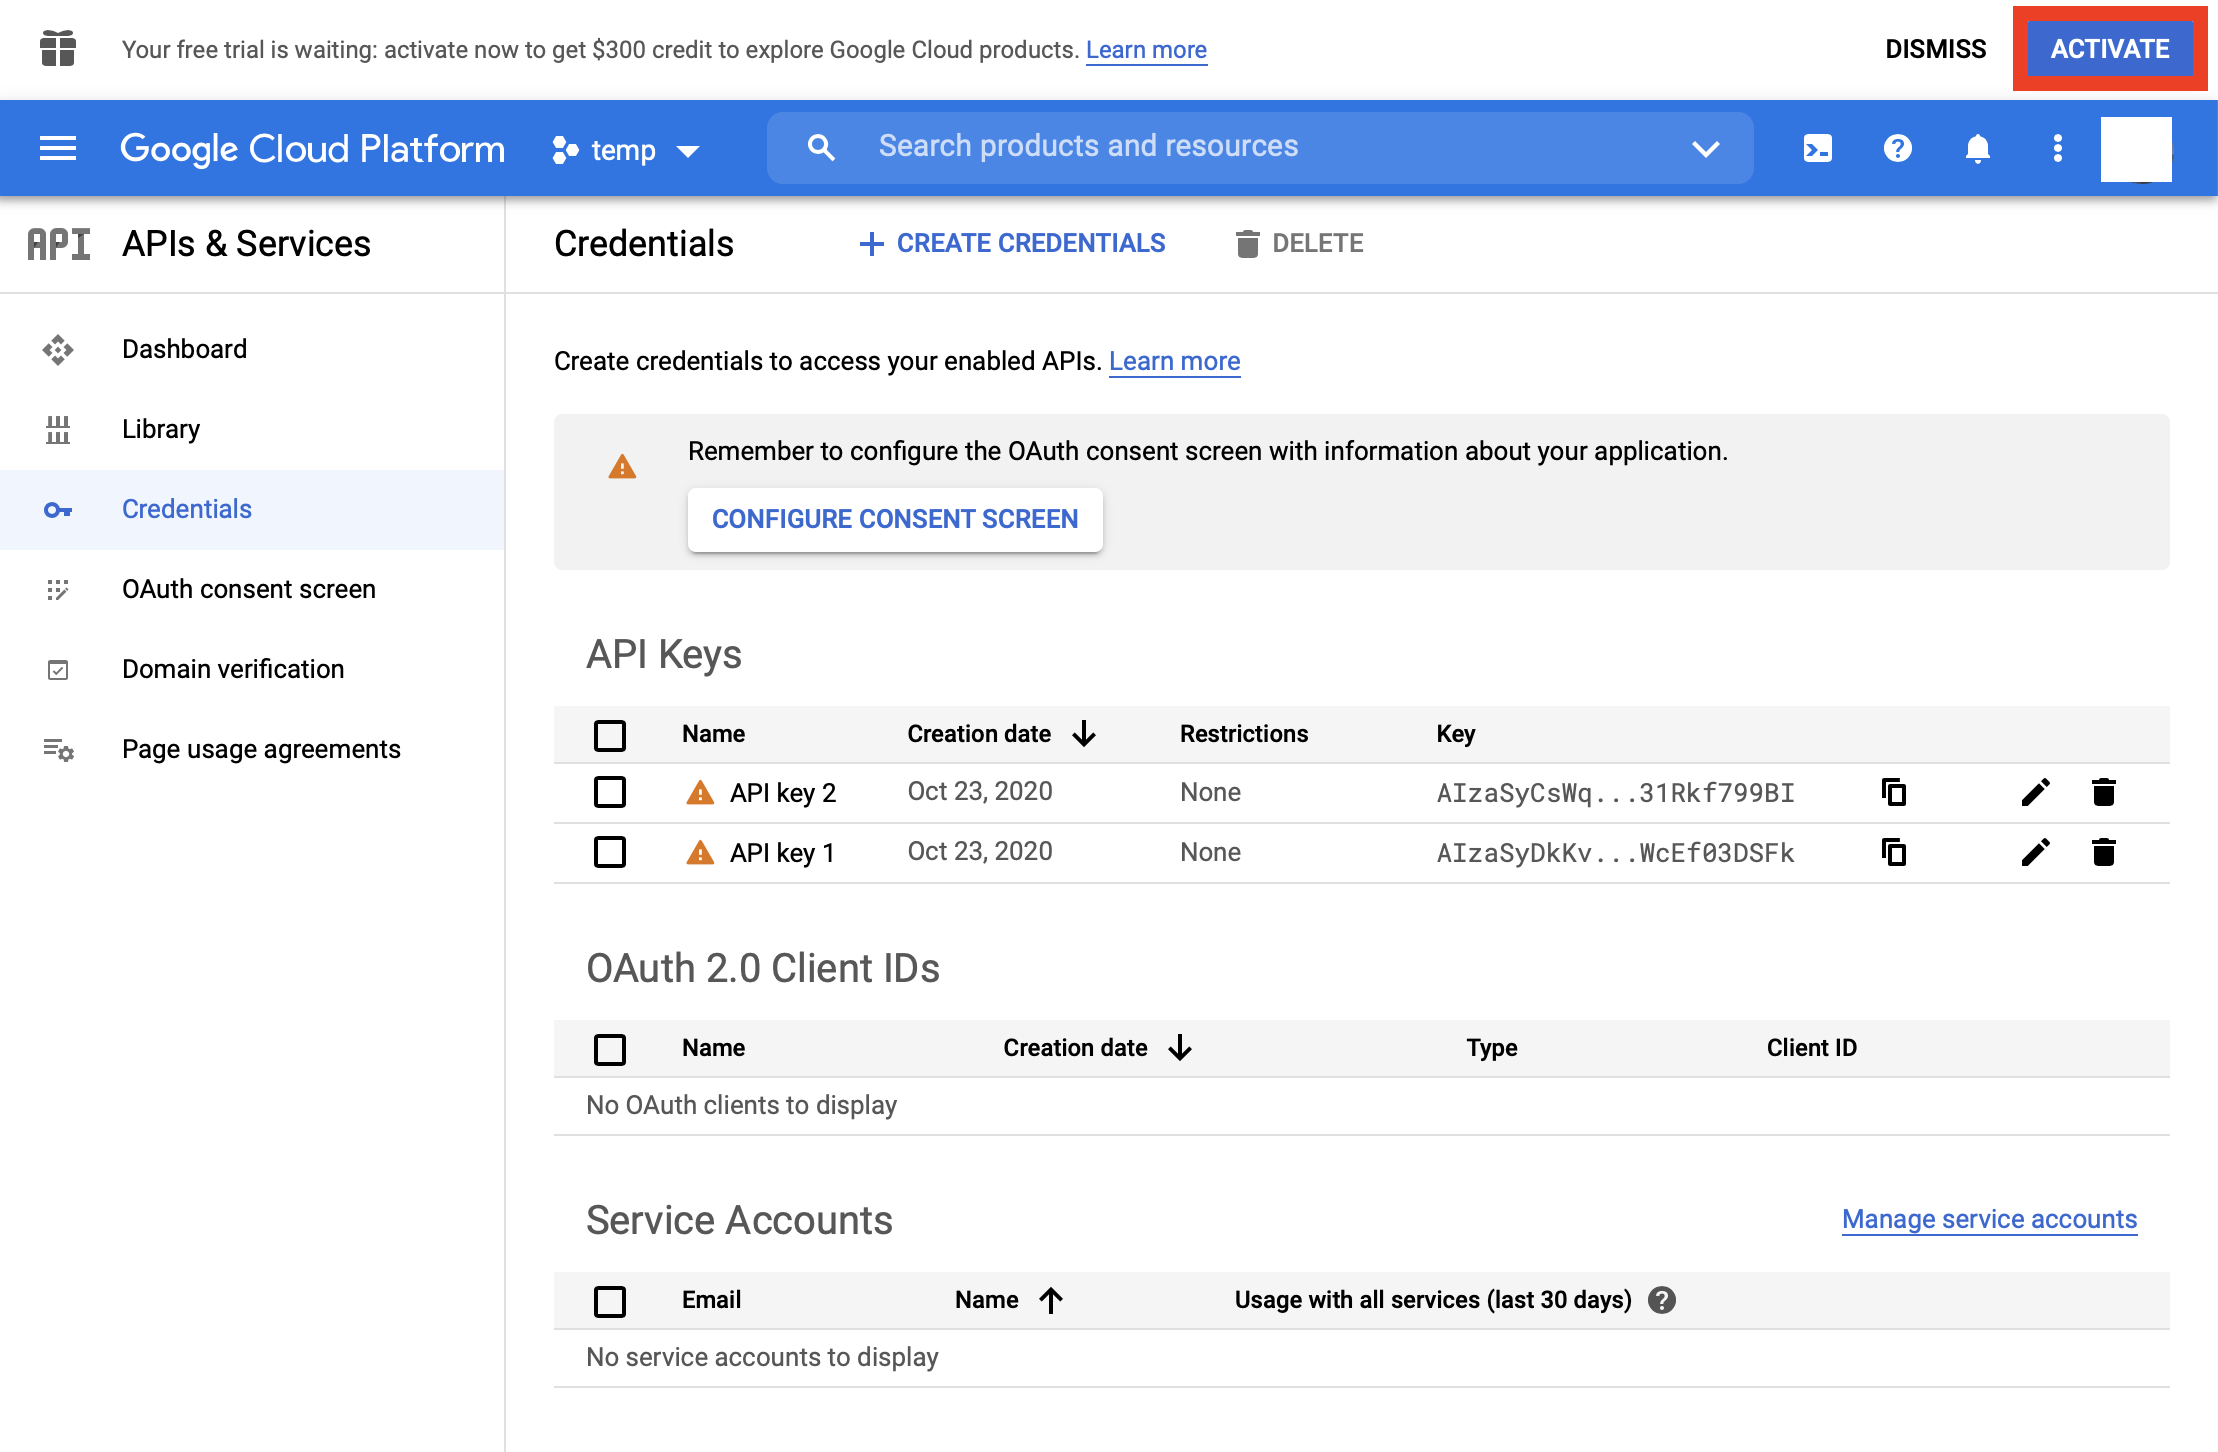 Your free trial is waiting: activate now to get $300 credit to explore Google Cloud products. Learn more
DISMISS
ACTIVATE
Google Cloud Platform
temp
Search products and resources
API
APIs & Services
Credentials
CREATE CREDENTIALS
DELETE
Dashboard
Library
Credentials
OAuth consent screen
Domain verification
Page usage agreements
Create credentials to access your enabled APIs. Learn more
Remember to configure the OAuth consent screen with information about your application.
CONFIGURE CONSENT SCREEN
API Keys
Name Creation date Restrictions Key
API key 2 Oct 23, 2020 None AIzaSyCsWq...31Rkf799BI
API key 1 Oct 23, 2020 None AIzaSyDkKv...WcEf03DSFk
OAuth 2.0 Client IDs
Name Creation date Type Client ID
No OAuth clients to display
Service Accounts
Manage service accounts
Email Name Usage with all services (last 30 days)
No service accounts to display